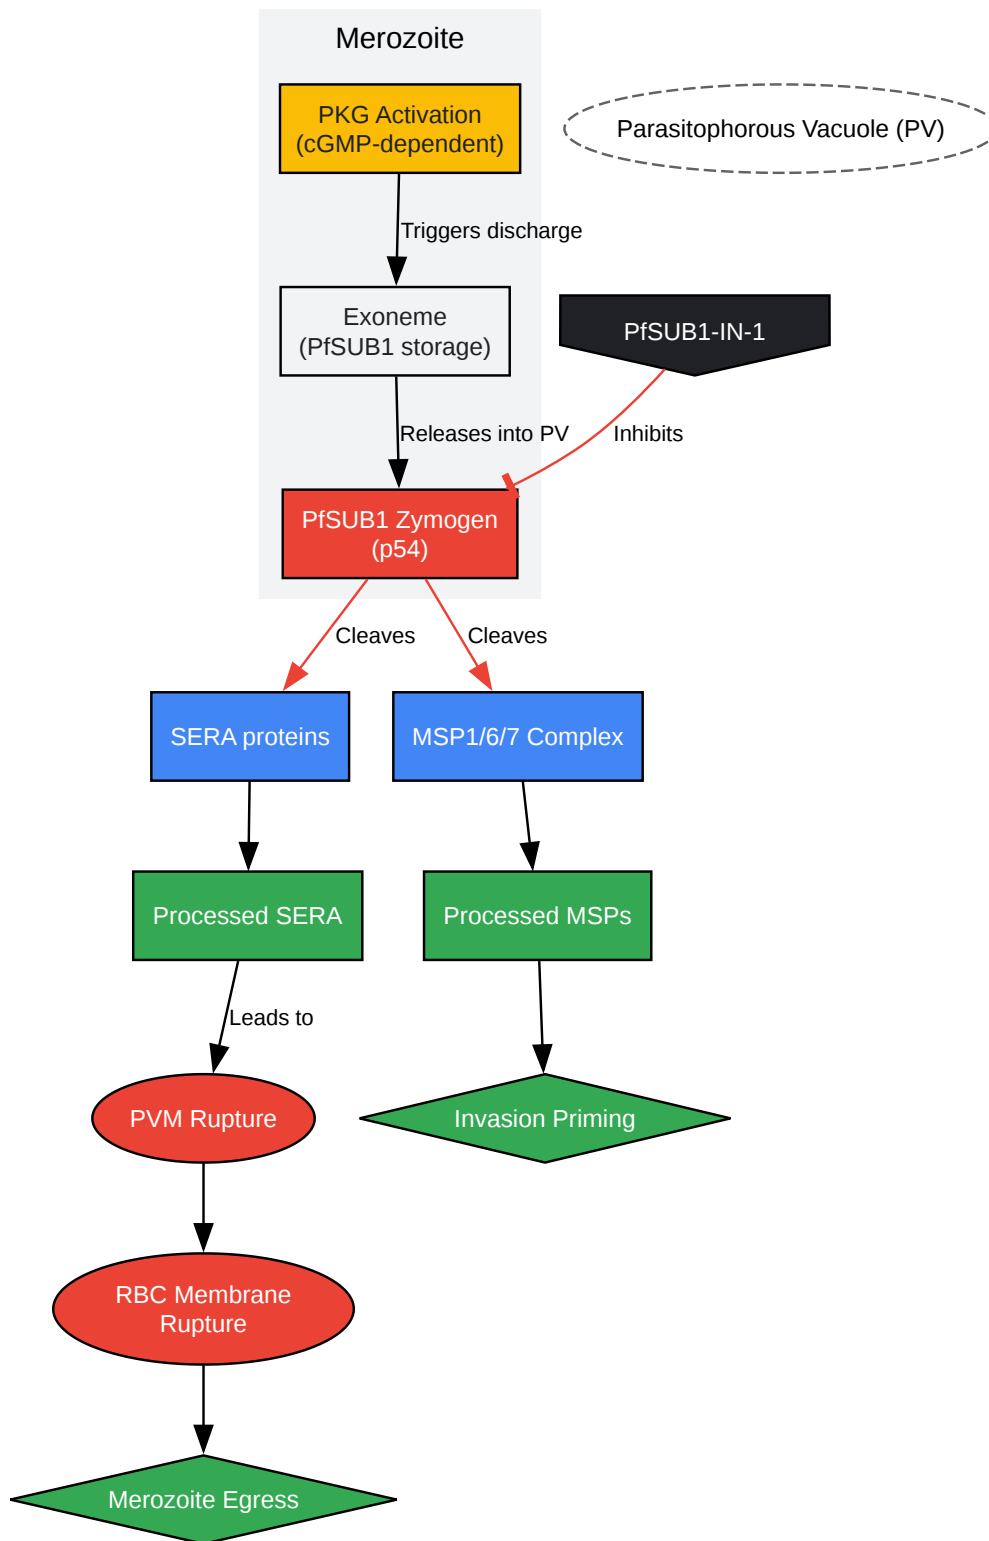 Merozoite
PKG Activation
(cGMP-dependent)
Parasitophorous Vacuole (PV)
Triggers discharge
Exoneme
(PfSUB1 storage)
PfSUB1-IN-1
Releases into PV
Inhibits
PfSUB1 Zymogen
(p54)
Cleaves
Cleaves
SERA proteins
MSP1/6/7 Complex
Processed SERA
Processed MSPs
Leads to
PVM Rupture
Invasion Priming
RBC Membrane
Rupture
Merozoite Egress